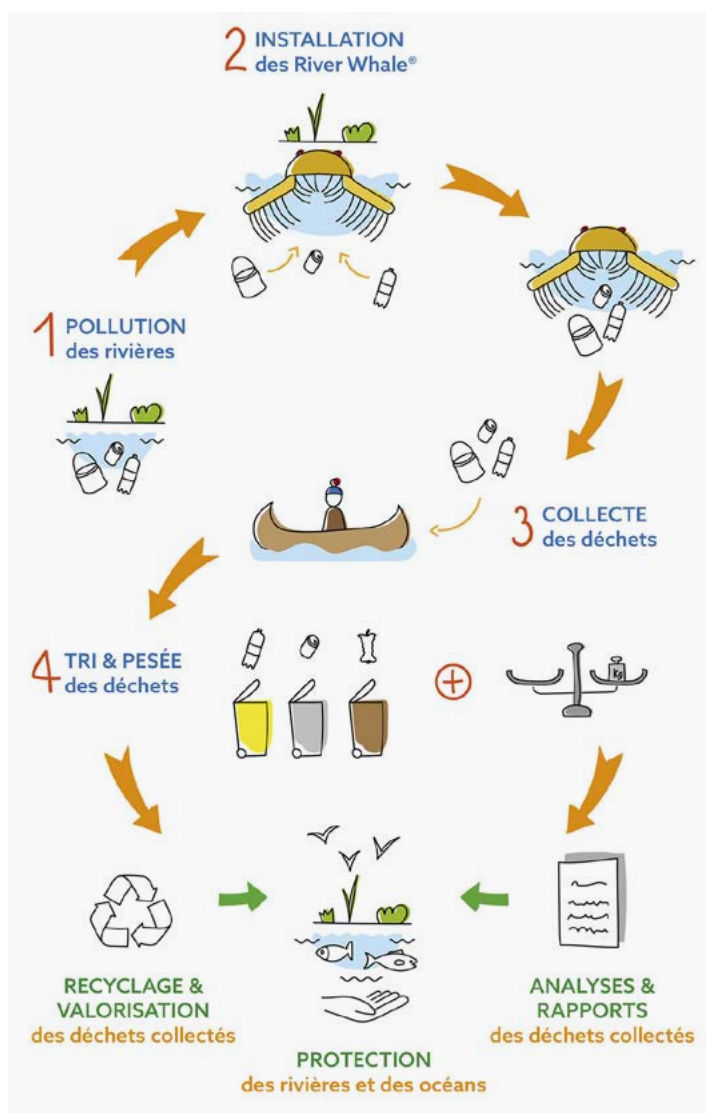 2 INSTALLATION
des River Whale®
1 POLLUTION
des rivières
3 COLLECTE
des déchets
4 TRI & PESÉE
des déchets
Kg
RECYCLAGE &
VALORISATION
des déchets collectés
PROTECTION
des rivières et des océans
ANALYSES &
RAPPORTS
des déchets collectés